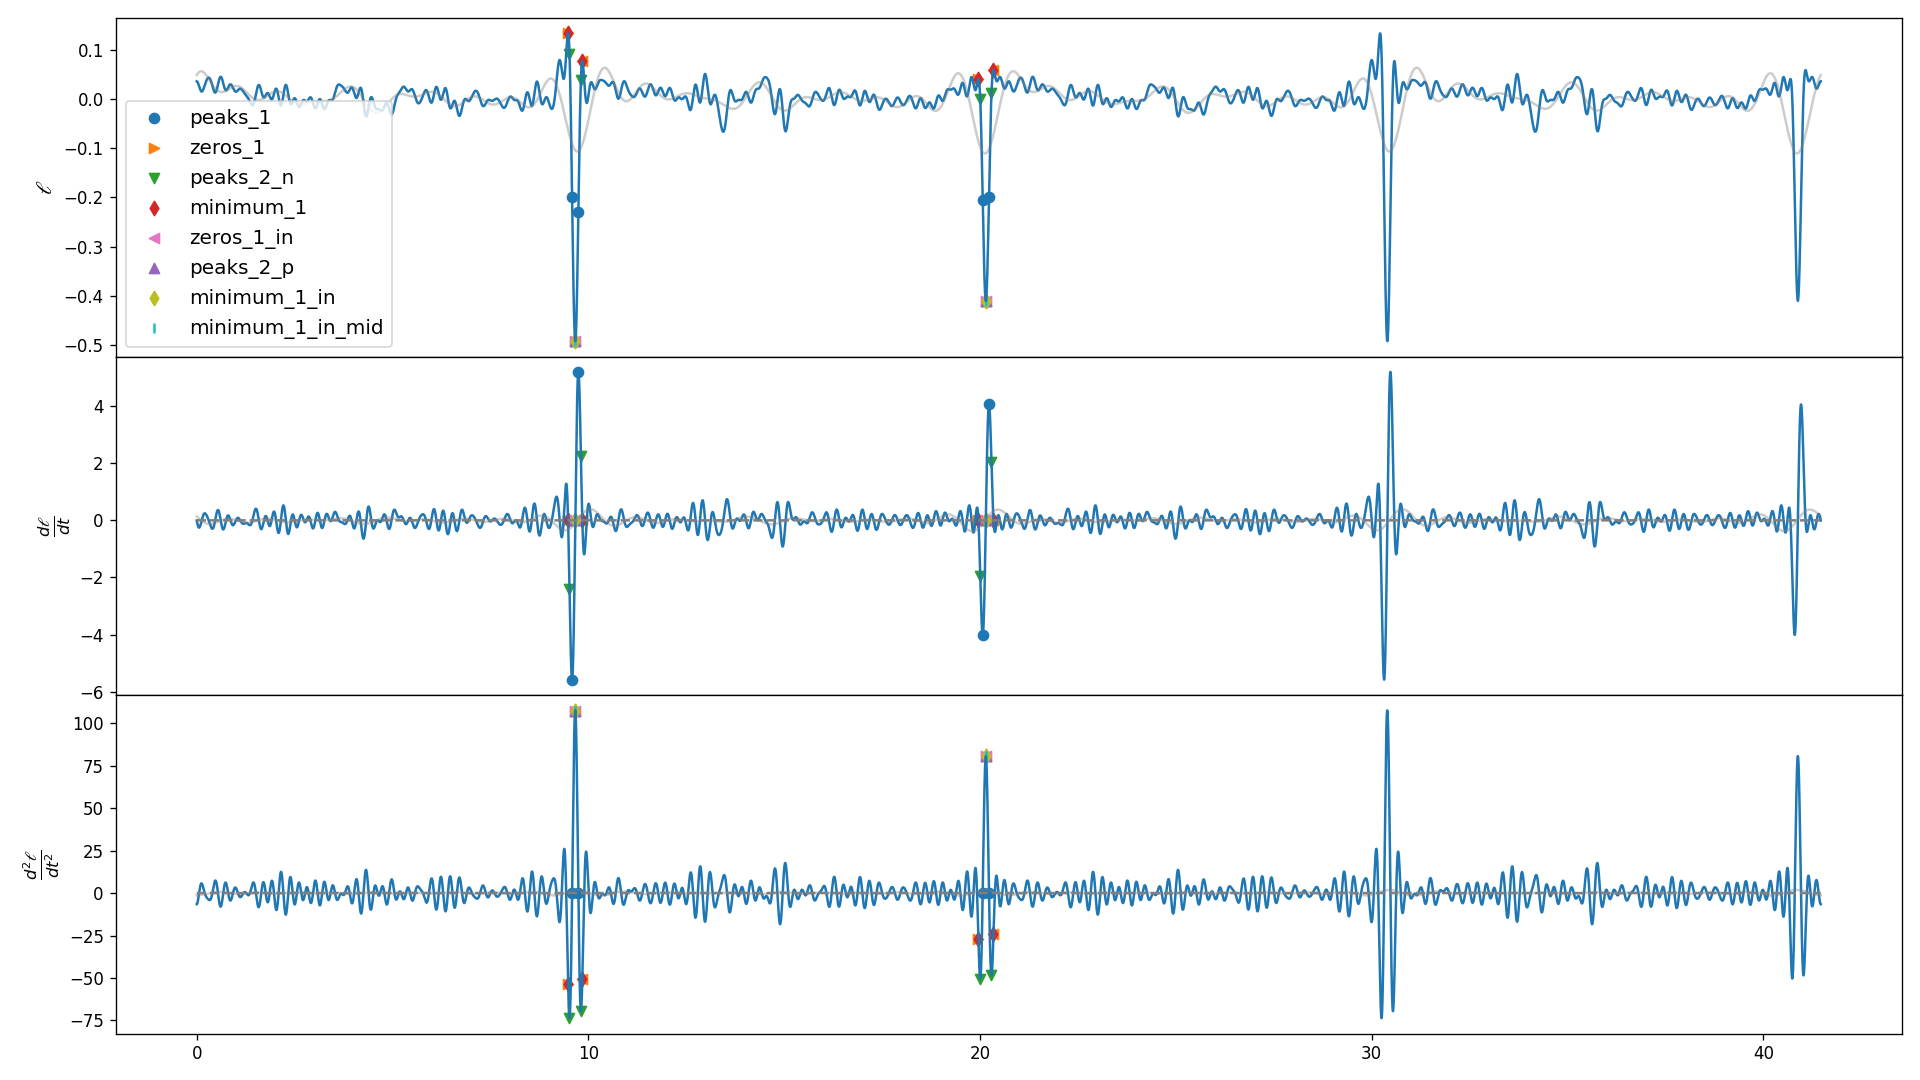 0.1
0.0
−0.1
−0.2
−0.3
−0.4
−0.5
ℓ
peaks_1
zeros_1
peaks_2_n
minimum_1
zeros_1_in
peaks_2_p
minimum_1_in
minimum_1_in_mid
4
2
0
−2
−4
−6
dℓ
dt
100
75
50
25
0
−25
−50
−75
d²ℓ
dt²
0 10 20 30 40